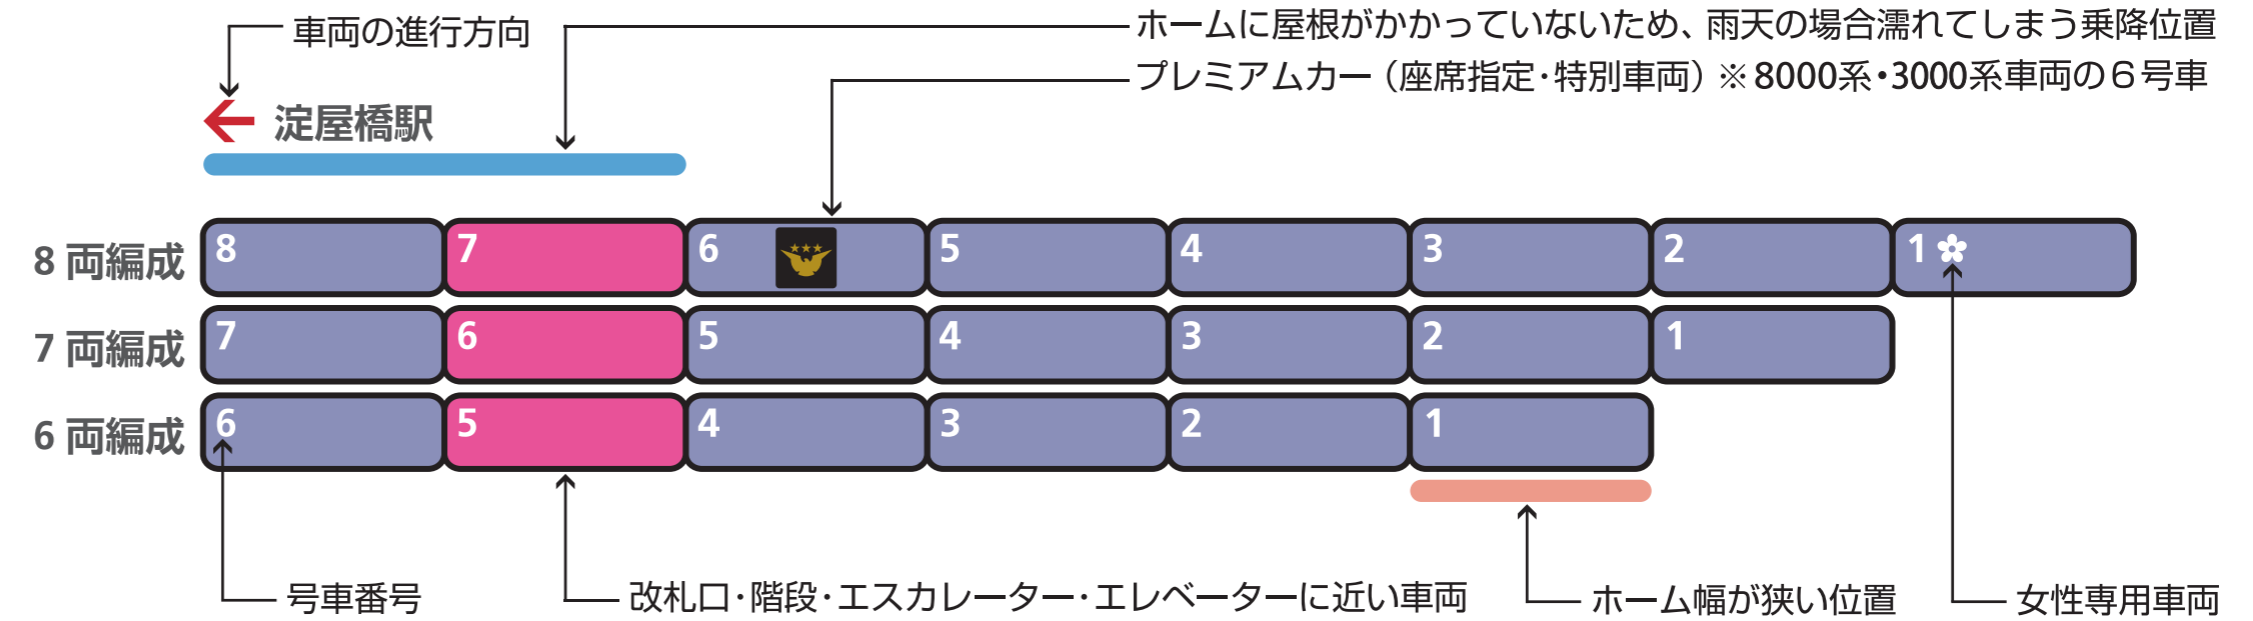 車両の進行方向
ホームに屋根がかかっていないため、雨天の場合濡れてしまう乗降位置
プレミアムカー（座席指定・特別車両）※8000系・3000系車両の６号車
淀屋橋駅
8 両編成 8 7 6 5 4 3 2 1
7 両編成 7 6 5 4 3 2 1
6 両編成 6 5 4 3 2 1
号車番号
改札口・階段・エスカレーター・エレベーターに近い車両
ホーム幅が狭い位置
女性専用車両